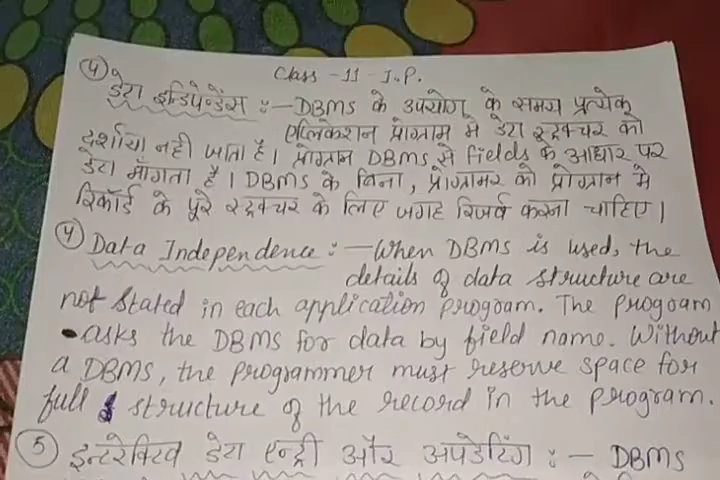 Class - 11 - I.P.
④ डेटा इन्डिपेन्डेंस :- DBMS के उपयोग के समय प्रत्येक
एप्लिकेशन प्रोग्राम में डेटा स्ट्रक्चर को
दर्शाया नहीं जाता है। प्रोग्राम DBMS से fields के आधार पर
डेटा माँगता है। DBMS के बिना, प्रोग्रामर को प्रोग्राम में
रिकॉर्ड के पूरे स्ट्रक्चर के लिए जगह रिजर्व करना चाहिए।
④ Data Independence :- When DBMS is used, the
details of data structure are
not stated in each application program. The program
asks the DBMS for data by field name. Without
a DBMS, the programmer must reserve space for
full structure of the record in the program.
⑤ इन्टरेक्टिव डेटा एन्ट्री और अपडेटिंग :- DBMS